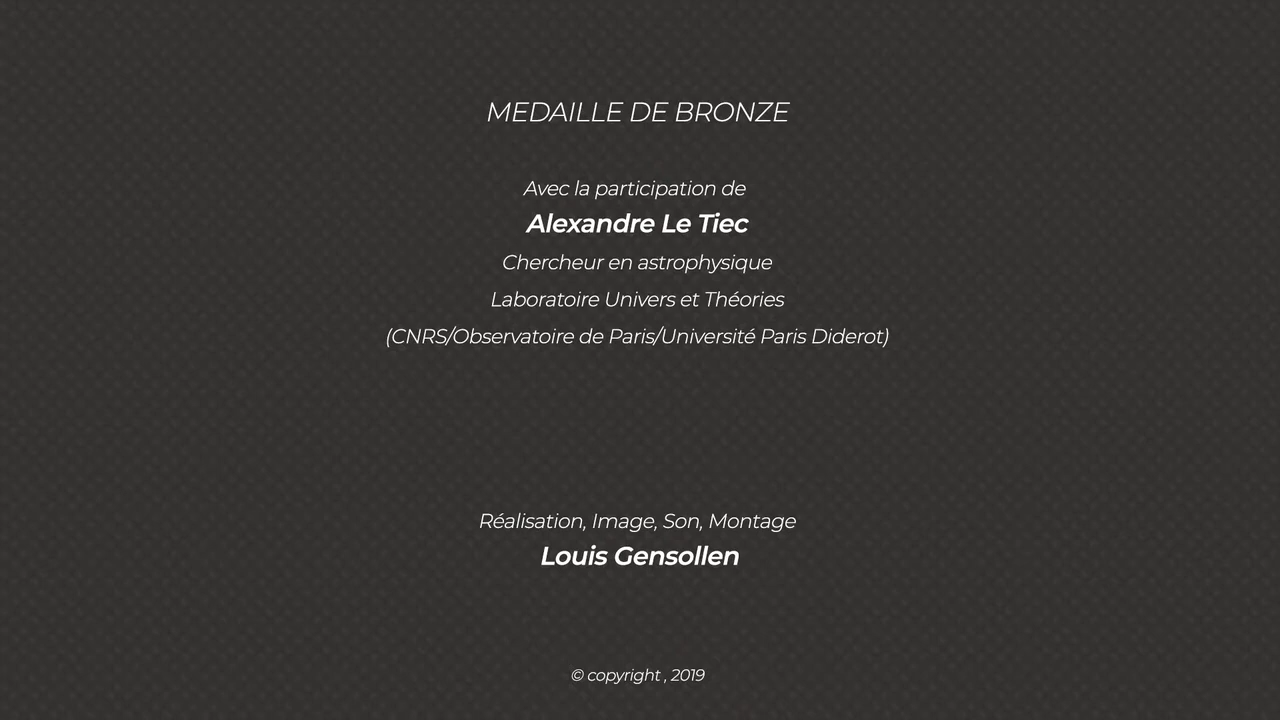 MEDAILLE DE BRONZE
Avec la participation de
Alexandre Le Tiec
Chercheur en astrophysique
Laboratoire Univers et Théories
(CNRS/Observatoire de Paris/Université Paris Diderot)
Réalisation, Image, Son, Montage
Louis Gensollen
© copyright , 2019